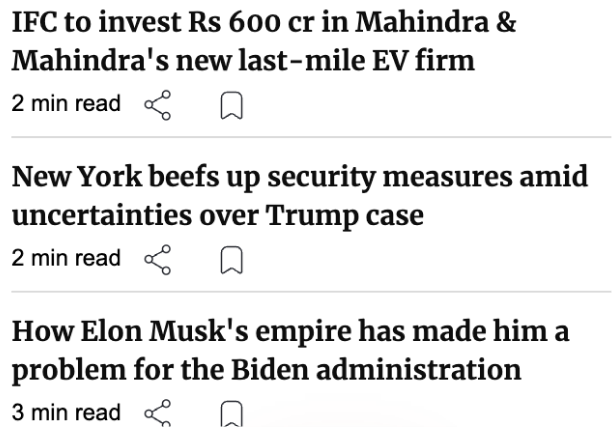 IFC to invest Rs 600 cr in Mahindra &
Mahindra's new last-mile EV firm
2 min read
New York beefs up security measures amid
uncertainties over Trump case
2 min read
How Elon Musk's empire has made him a
problem for the Biden administration
3 min read